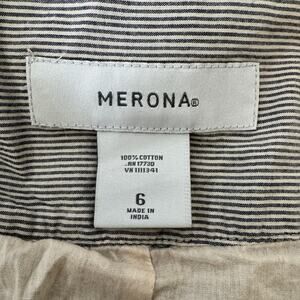 MERONA®
100% COTTON
RN 17730
VN 1111341
6
MADE IN
INDIA